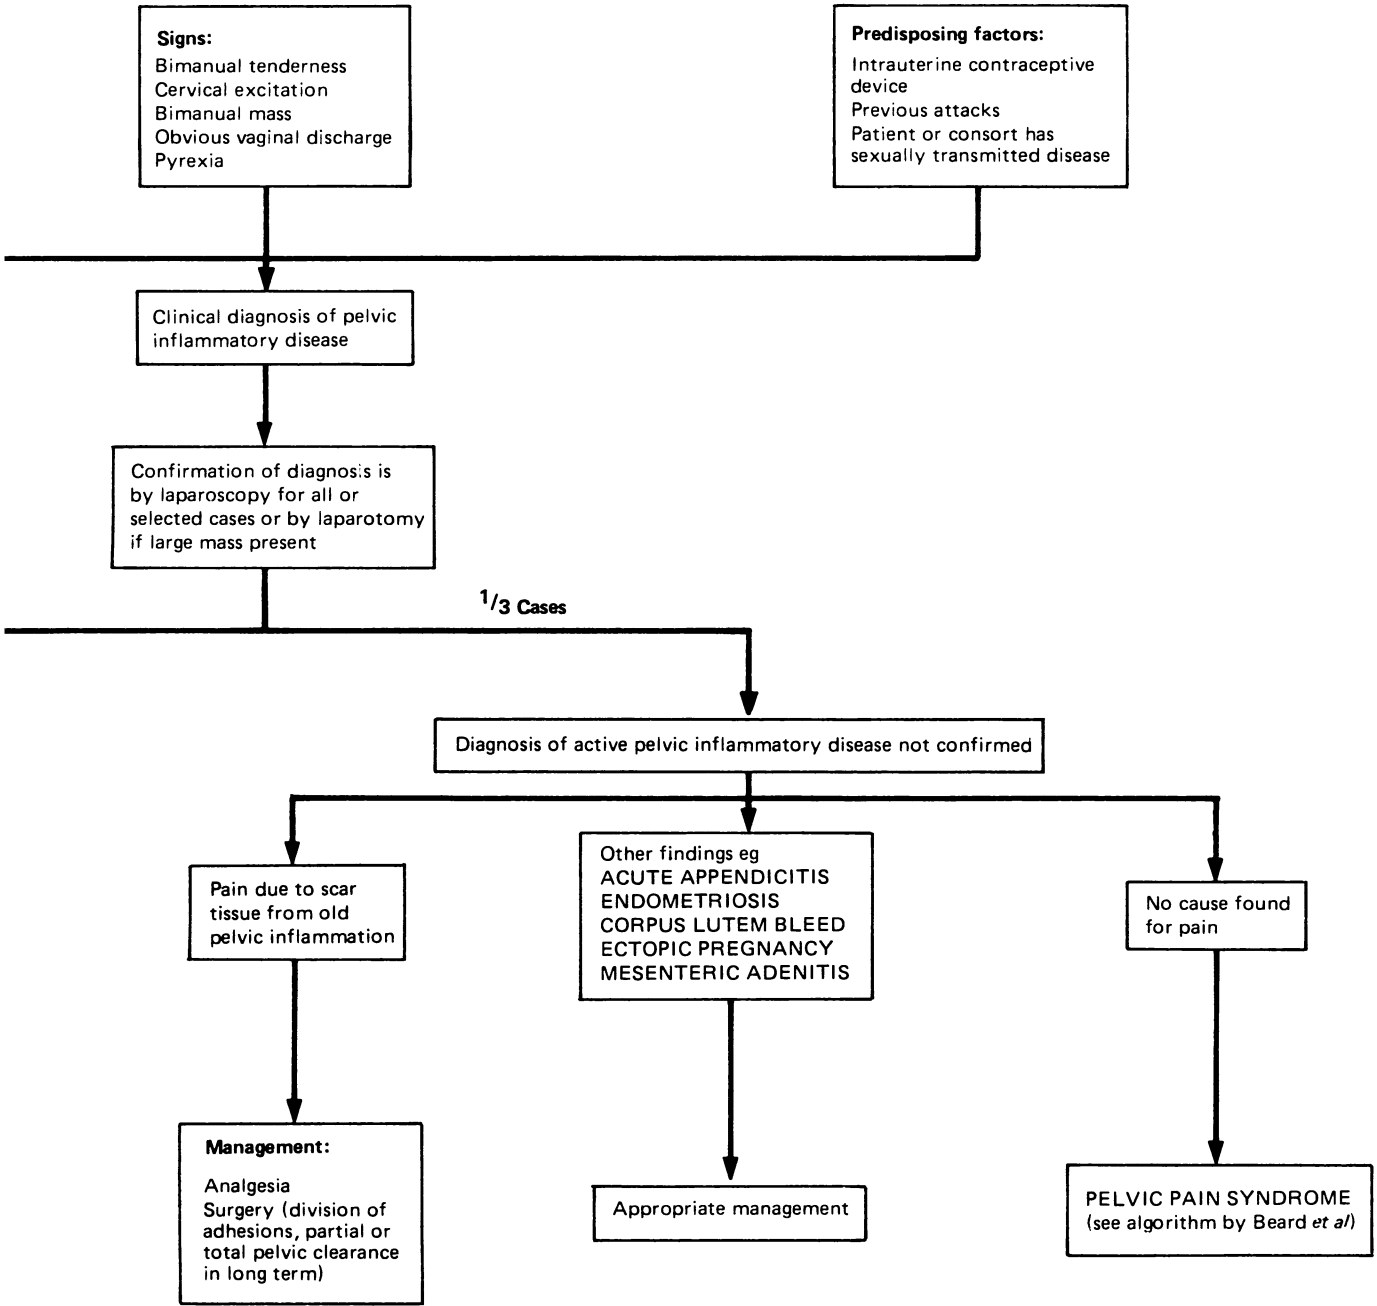 Signs:
Bimanual tenderness
Cervical excitation
Bimanual mass
Obvious vaginal discharge
Pyrexia
Predisposing factors:
Intrauterine contraceptive
device
Previous attacks
Patient or consort has
sexually transmitted disease
Clinical diagnosis of pelvic
inflammatory disease
Confirmation of diagnosis is
by laparoscopy for all or
selected cases or by laparotomy
if large mass present
1/3 Cases
Diagnosis of active pelvic inflammatory disease not confirmed
Pain due to scar
tissue from old
pelvic inflammation
Other findings eg
ACUTE APPENDICITIS
ENDOMETRIOSIS
CORPUS LUTEM BLEED
ECTOPIC PREGNANCY
MESENTERIC ADENITIS
No cause found
for pain
Management:
Analgesia
Surgery (division of
adhesions, partial or
total pelvic clearance
in long term)
Appropriate management
PELVIC PAIN SYNDROME
(see algorithm by Beard et al)